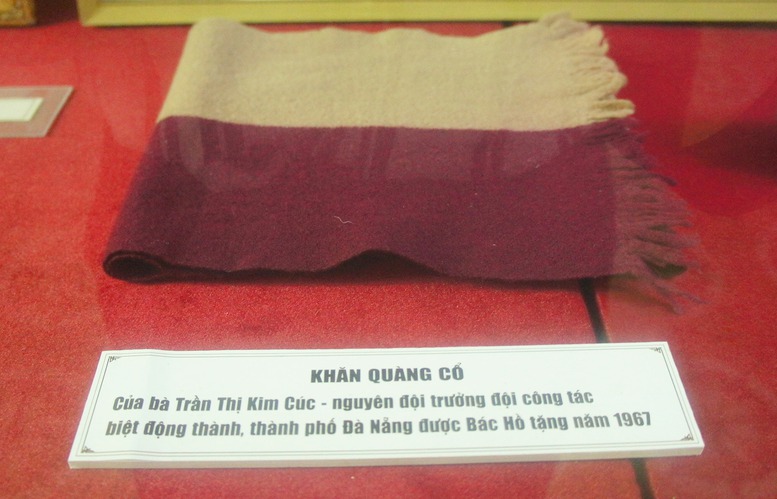 KHĂN QUÀNG CỔ
Của bà Trần Thị Kim Cúc - nguyên đội trưởng đội công tác
biệt động thành, thành phố Đà Nẵng được Bác Hồ tặng năm 1967